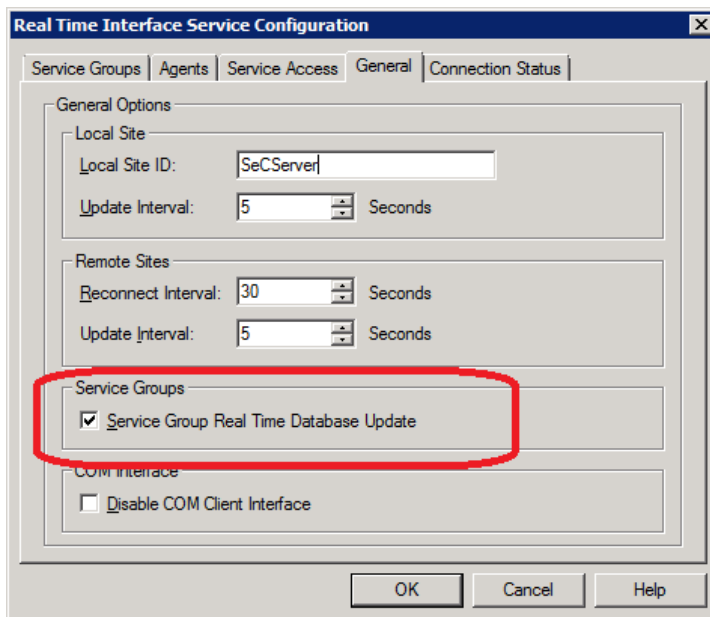 Real Time Interface Service Configuration
Service Groups Agents Service Access General Connection Status
General Options
Local Site
Local Site ID: SeCServer
Update Interval: 5 Seconds
Remote Sites
Reconnect Interval: 30 Seconds
Update Interval: 5 Seconds
Service Groups
Service Group Real Time Database Update
COM Interface
Disable COM Client Interface
OK Cancel Help